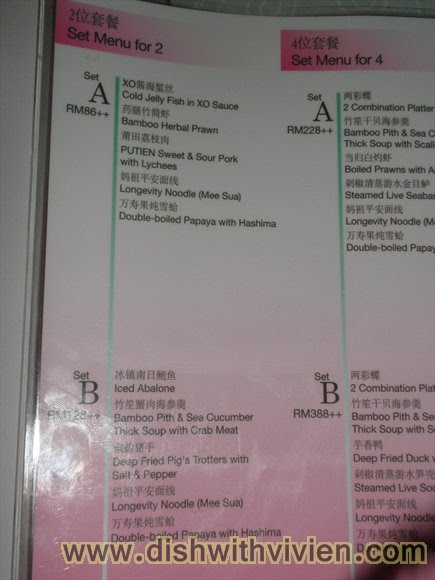 2位套餐
Set Menu for 2
Set
A
RM86++
XO酱海蜇丝
Cold Jelly Fish in XO Sauce
药膳竹筒虾
Bamboo Herbal Prawn
莆田荔枝肉
PUTIEN Sweet & Sour Pork
with Lychees
妈祖平安面线
Longevity Noodle (Mee Sua)
万寿果炖雪蛤
Double-boiled Papaya with Hashima
Set
B
RM128++
冰镇南日鲍鱼
Iced Abalone
竹笙蟹肉海参羹
Bamboo Pith & Sea Cucumber
Thick Soup with Crab Meat
椒盐猪手
Deep Fried Pig's Trotters with
Salt & Pepper
妈祖平安面线
Longevity Noodle (Mee Sua)
万寿果炖雪蛤
Double-boiled Papaya with Hashima
4位套餐
Set Menu for 4
Set
A
RM228++
两彩蝶
2 Combination Platter
竹笙干贝海参羹
Bamboo Pith & Sea C
Thick Soup with Scall
当归白灼虾
Boiled Prawns with A
剁椒清蒸游水金目鲈
Steamed Live Seabas
妈祖平安面线
Longevity Noodle (M
万寿果炖雪蛤
Double-boiled Papay
Set
B
RM388++
两彩蝶
2 Combination Platt
竹笙干贝海参羹
Bamboo Pith & Sea
Thick Soup with Sca
芋香鸭
Deep Fried Duck
剁椒清蒸游水笋壳
Steamed Live Soo
妈祖平安面线
Longevity Noodle
万寿果炖雪
Double-boiled Pa
www.dishwithvivien.com